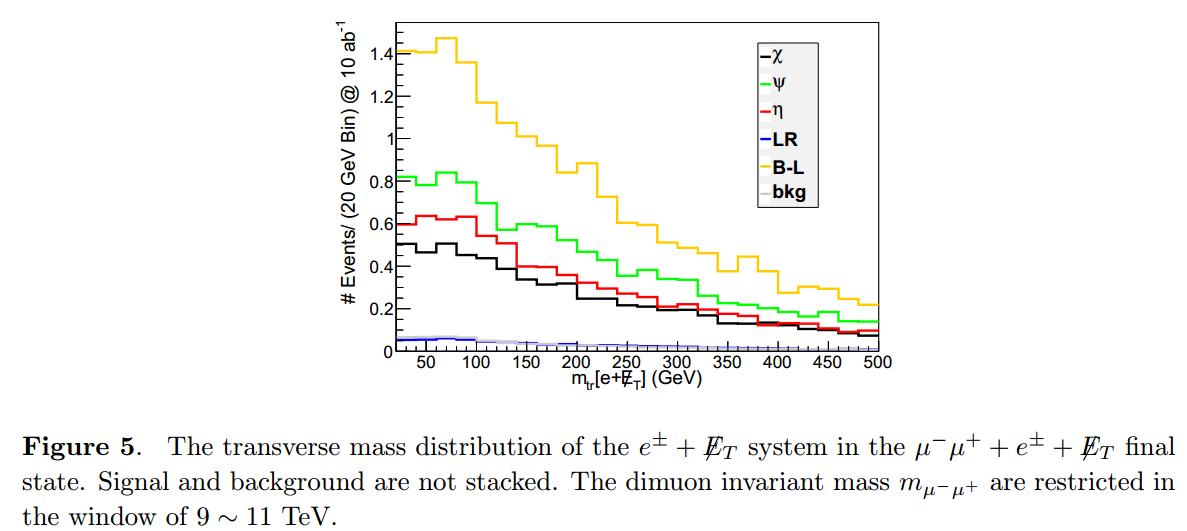 # Events/ (20 GeV Bin) @ 10 ab⁻¹
1.4
1.2
1
0.8
0.6
0.4
0.2
0
50 100 150 200 250 300 350 400 450 500
m_tr[e+E̸_T] (GeV)
χ
ψ
η
LR
B-L
bkg
Figure 5. The transverse mass distribution of the e± + E̸_T system in the μ⁻μ⁺ + e± + E̸_T final
state. Signal and background are not stacked. The dimuon invariant mass m_μ⁻μ⁺ are restricted in
the window of 9 ~ 11 TeV.